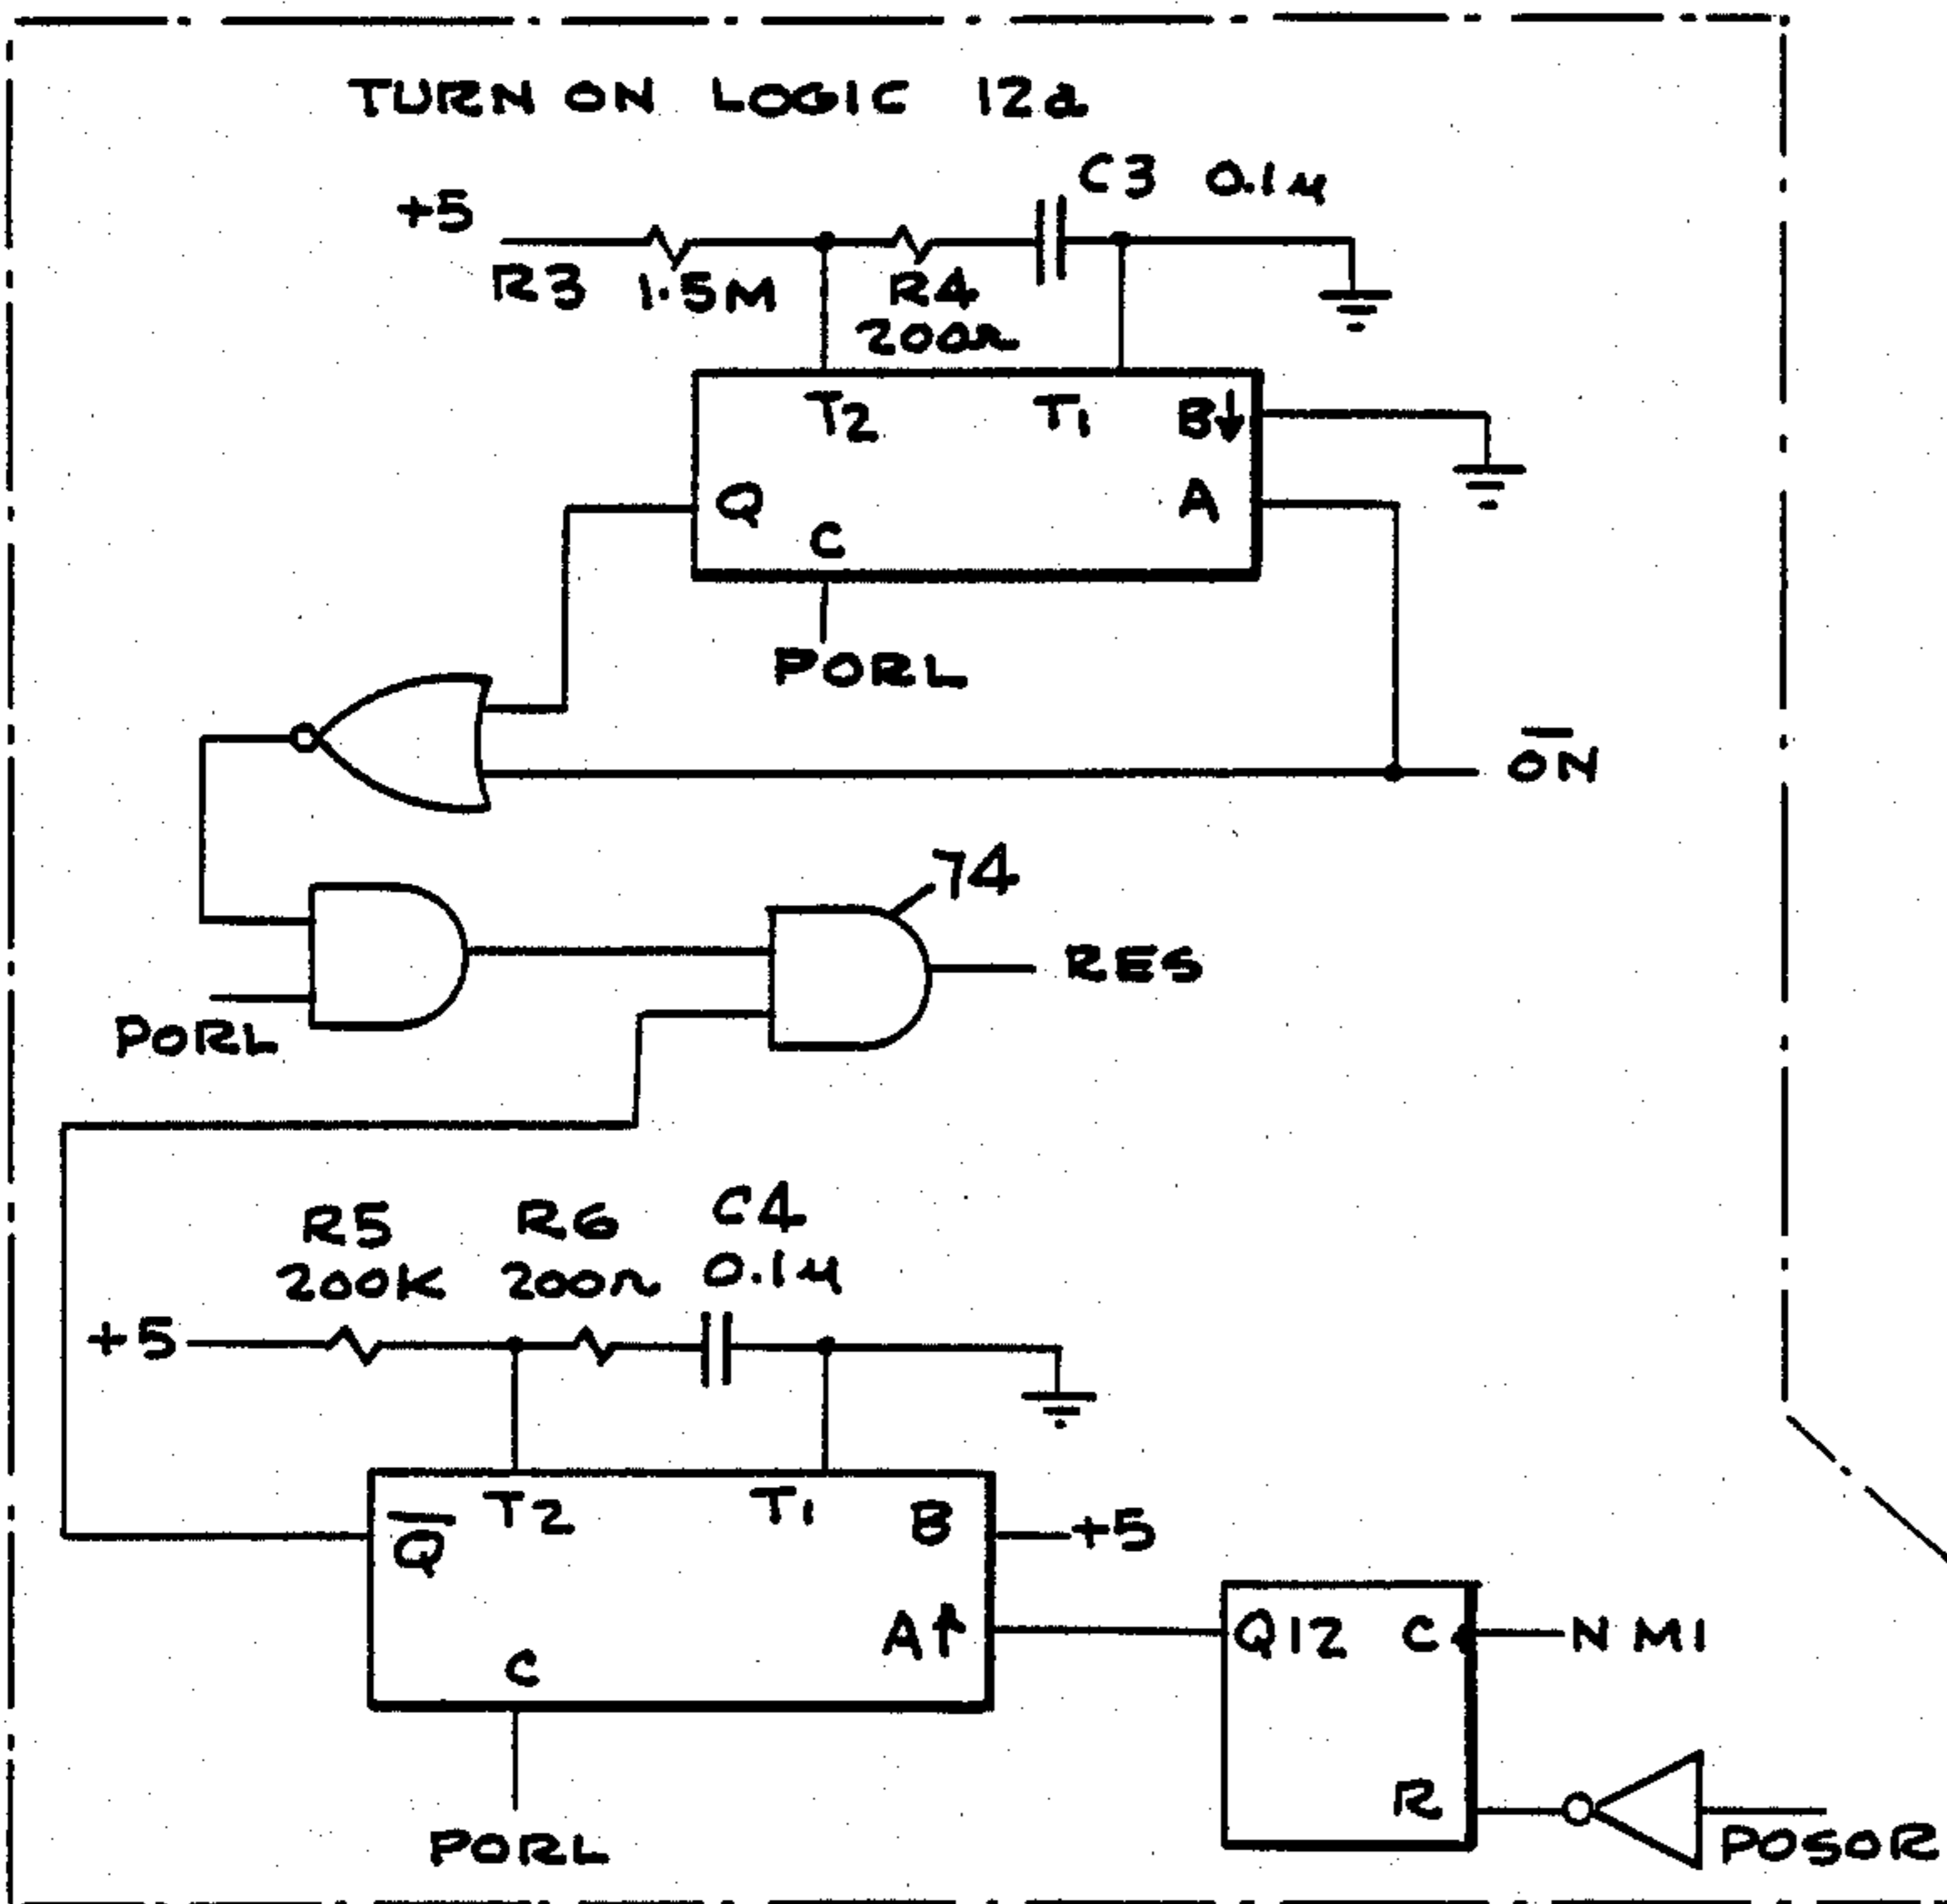 TURN ON LOGIC 12a
C3 0.1µ
+5
R3 1.5M
R4
200Ω
T2 T1 B↓
Q A
C
PORL
ON̅
74
RES
PORL
R5 R6 C4
200K 200Ω 0.1µ
+5
Q̅ T2 T1 B +5
A↑ Q12 C NMI
C
R
PORL
POSOR